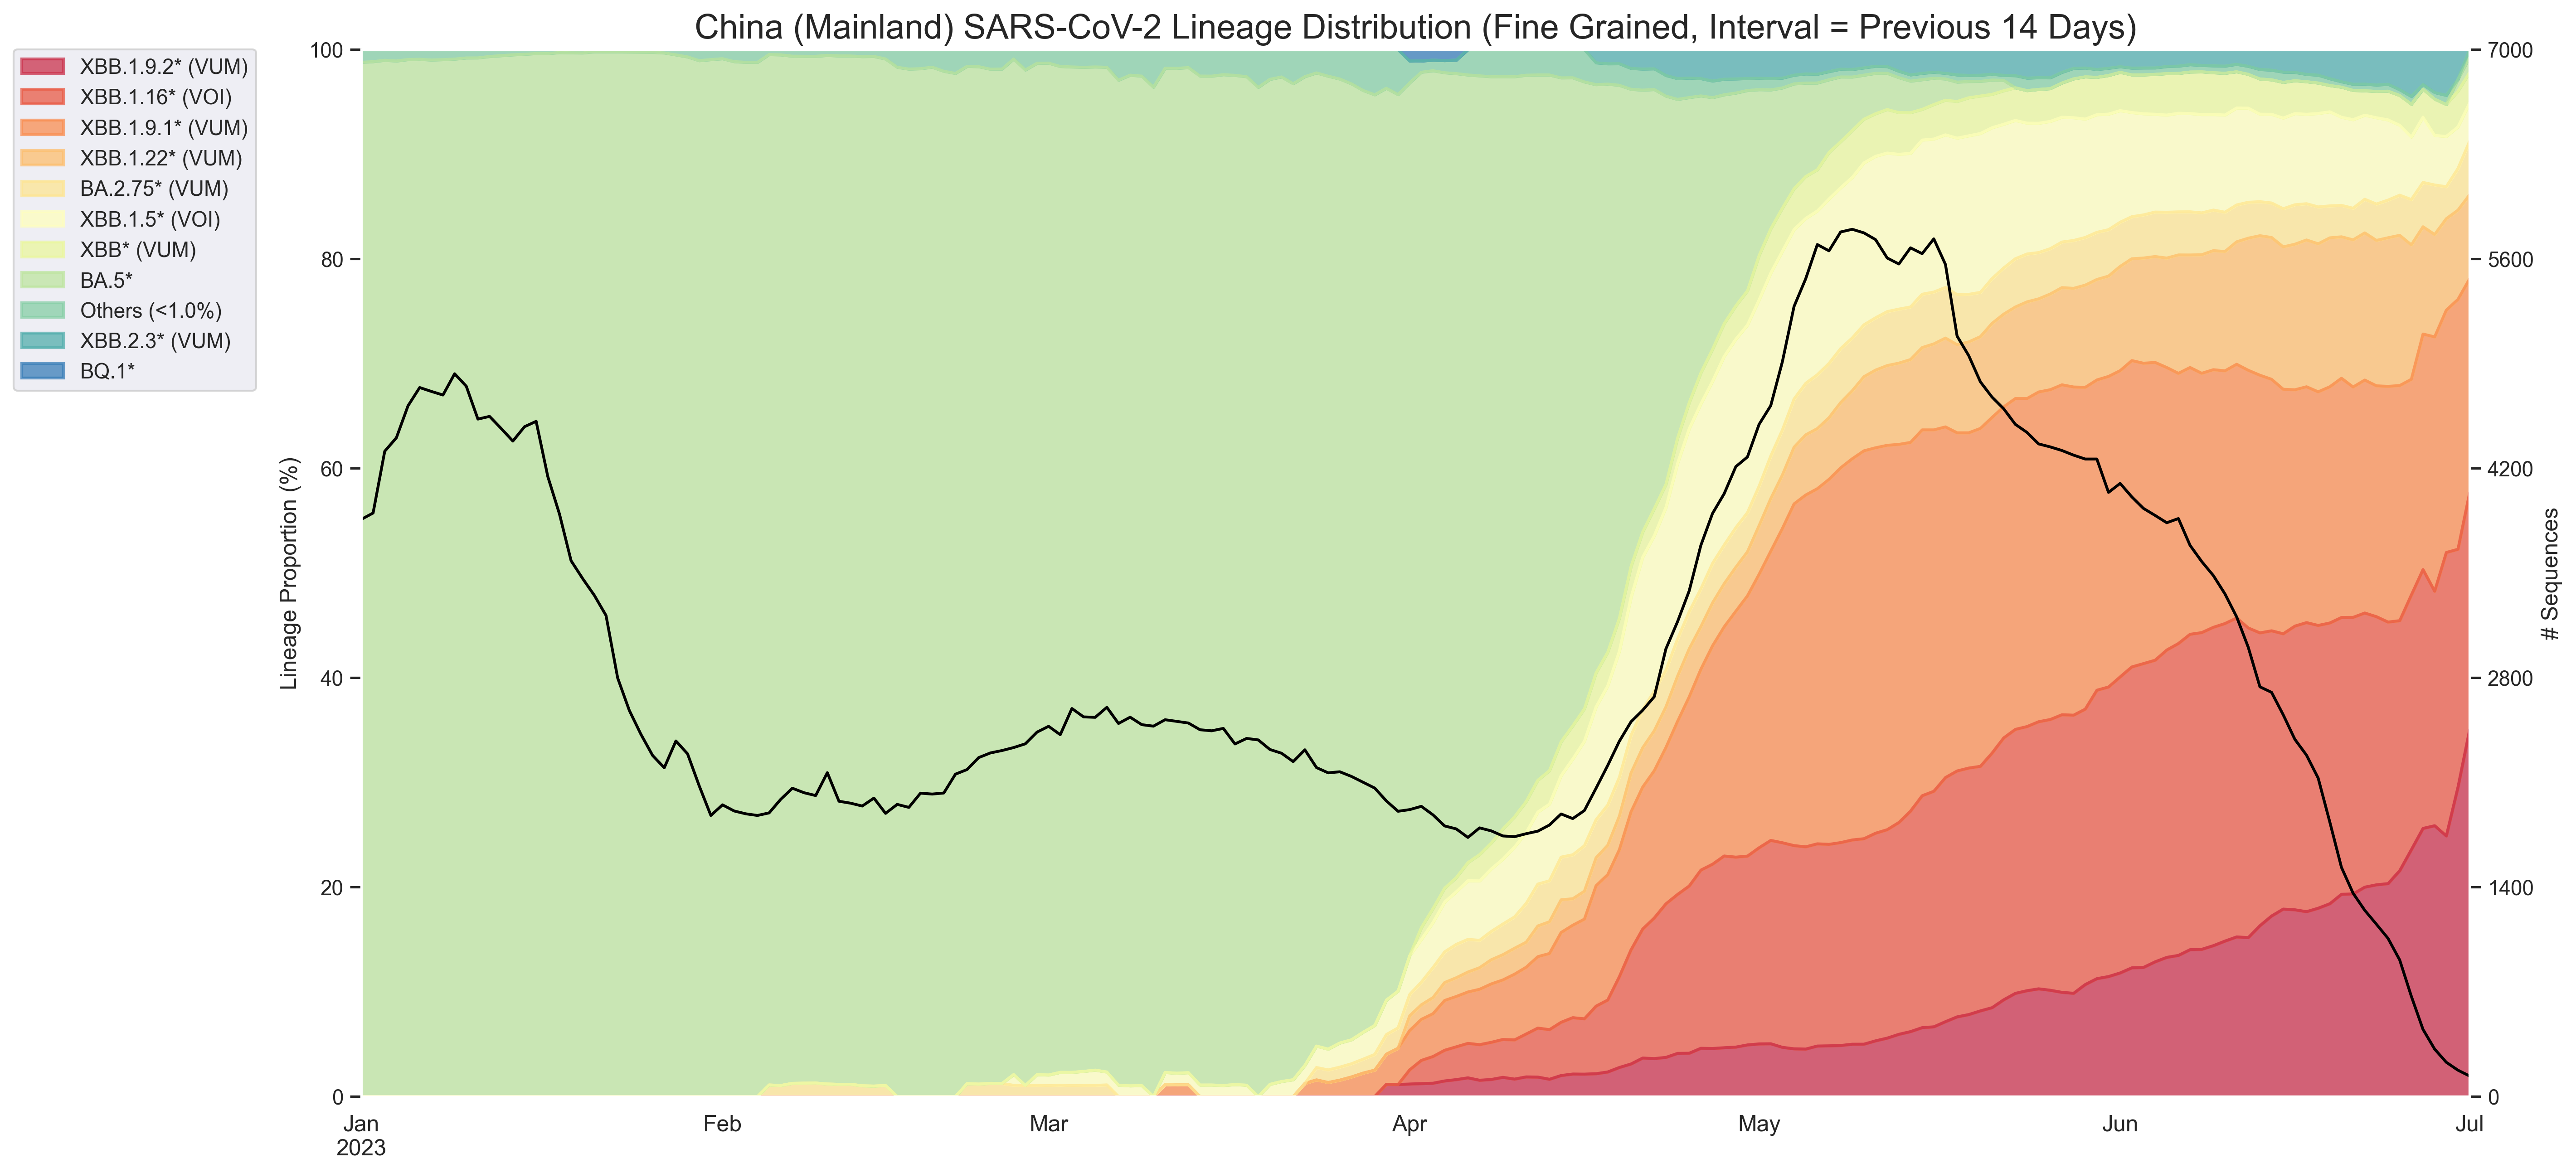 China (Mainland) SARS-CoV-2 Lineage Distribution (Fine Grained, Interval = Previous 14 Days)
XBB.1.9.2* (VUM)
XBB.1.16* (VOI)
XBB.1.9.1* (VUM)
XBB.1.22* (VUM)
BA.2.75* (VUM)
XBB.1.5* (VOI)
XBB* (VUM)
BA.5*
Others (<1.0%)
XBB.2.3* (VUM)
BQ.1*
Lineage Proportion (%)
100
80
60
40
20
0
7000
5600
4200
2800
1400
0
# Sequences
Jan Feb Mar Apr May Jun Jul
2023